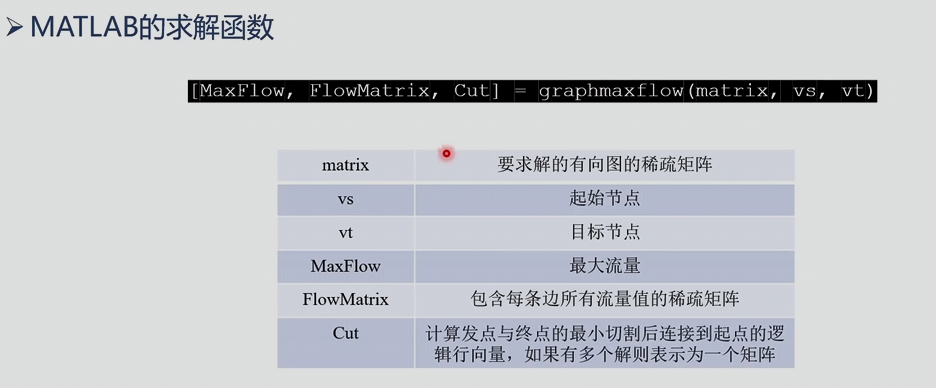 MATLAB的求解函数
[MaxFlow, FlowMatrix, Cut] = graphmaxflow(matrix, vs, vt)
matrix 要求解的有向图的稀疏矩阵
vs 起始节点
vt 目标节点
MaxFlow 最大流量
FlowMatrix 包含每条边所有流量值的稀疏矩阵
Cut 计算发点与终点的最小切割后连接到起点的逻
辑行向量，如果有多个解则表示为一个矩阵